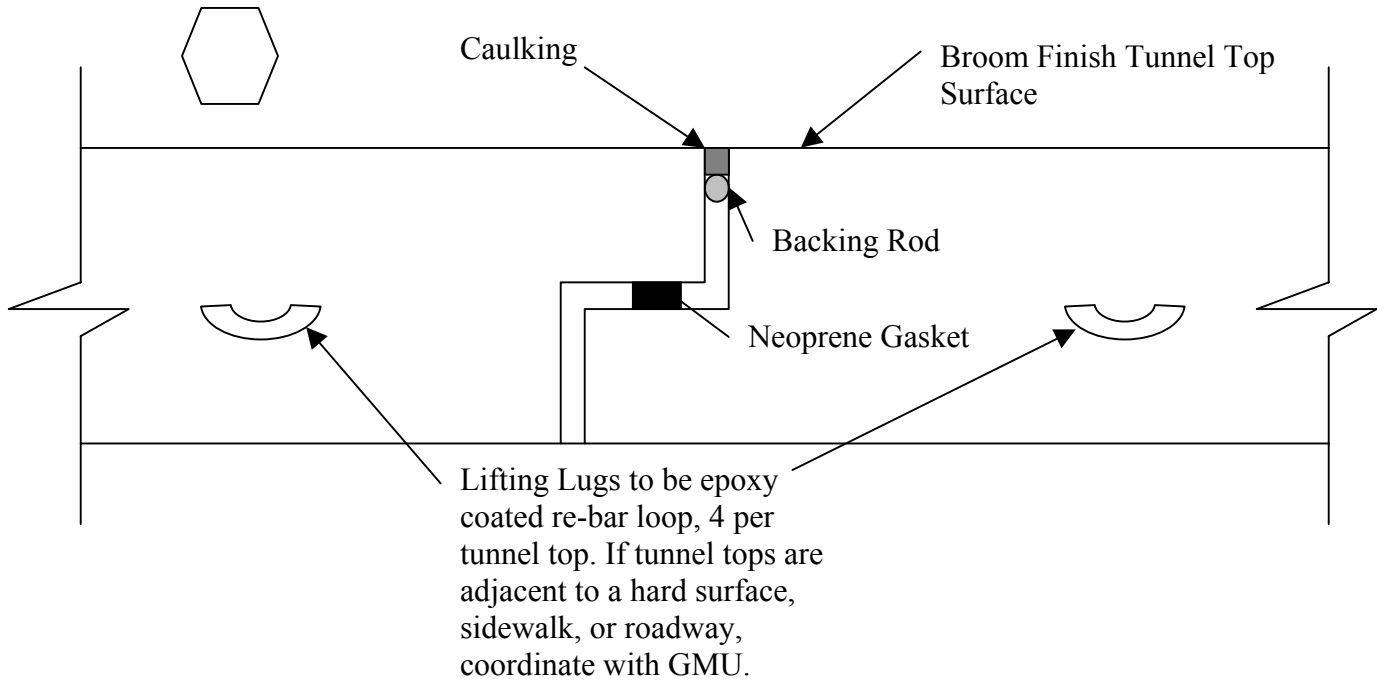 Caulking
Broom Finish Tunnel Top
Surface
Backing Rod
Neoprene Gasket
Lifting Lugs to be epoxy
coated re-bar loop, 4 per
tunnel top. If tunnel tops are
adjacent to a hard surface,
sidewalk, or roadway,
coordinate with GMU.